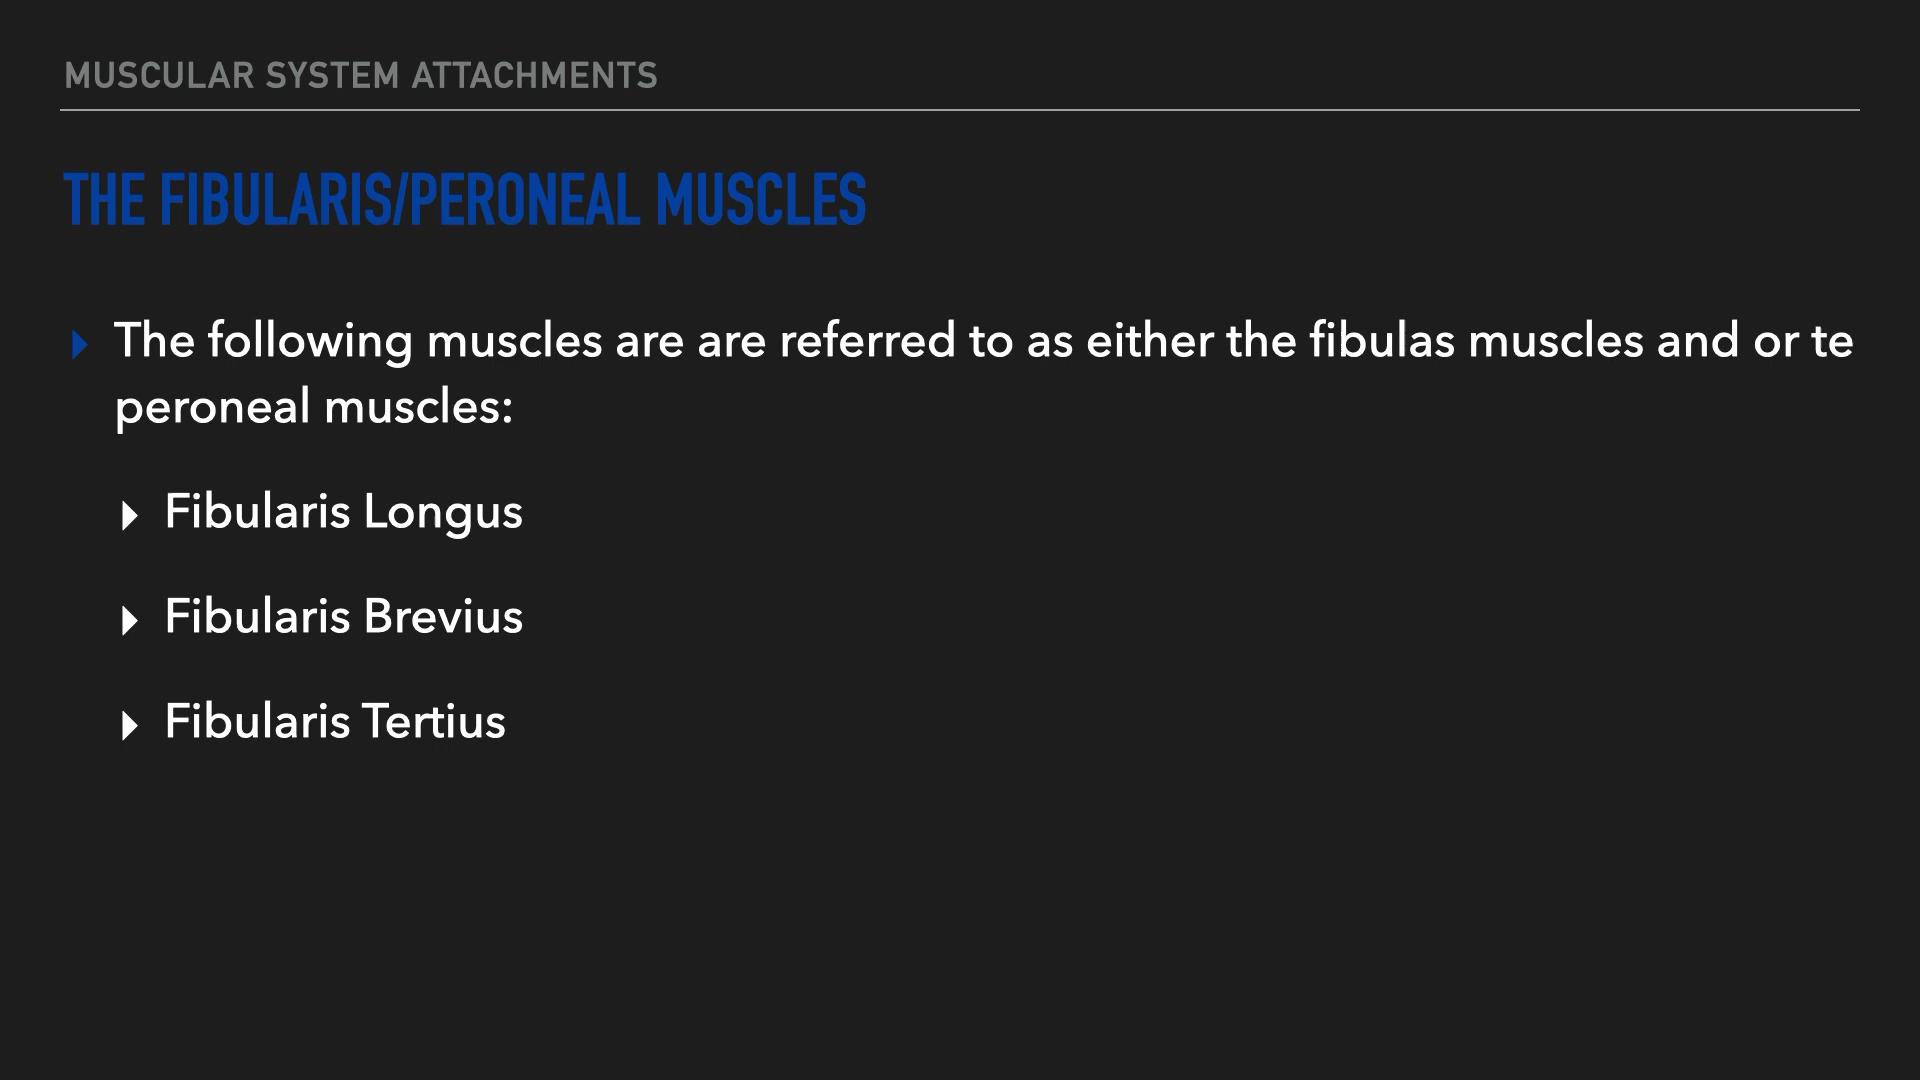 MUSCULAR SYSTEM ATTACHMENTS
THE FIBULARIS/PERONEAL MUSCLES
The following muscles are are referred to as either the fibulas muscles and or te
peroneal muscles:
Fibularis Longus
Fibularis Brevius
Fibularis Tertius